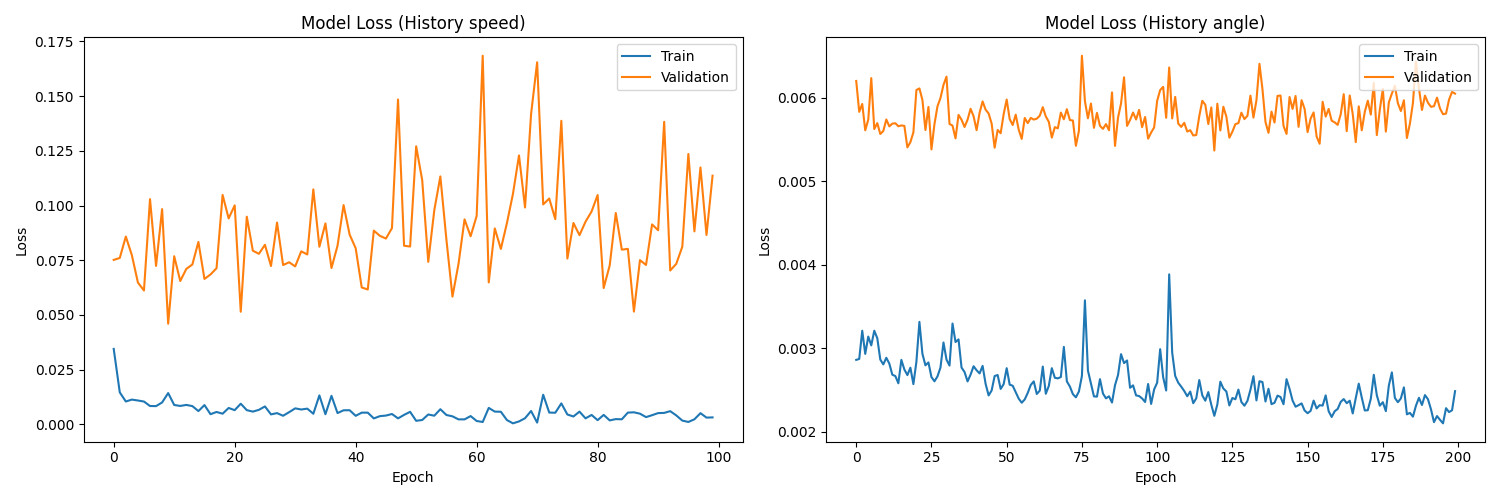 Model Loss (History speed)
Train
Validation
0.175
0.150
0.125
0.100
0.075
0.050
0.025
0.000
Loss
0
20
40
60
80
100
Epoch
Model Loss (History angle)
Train
Validation
0.006
0.005
0.004
0.003
0.002
Loss
0
25
50
75
100
125
150
175
200
Epoch